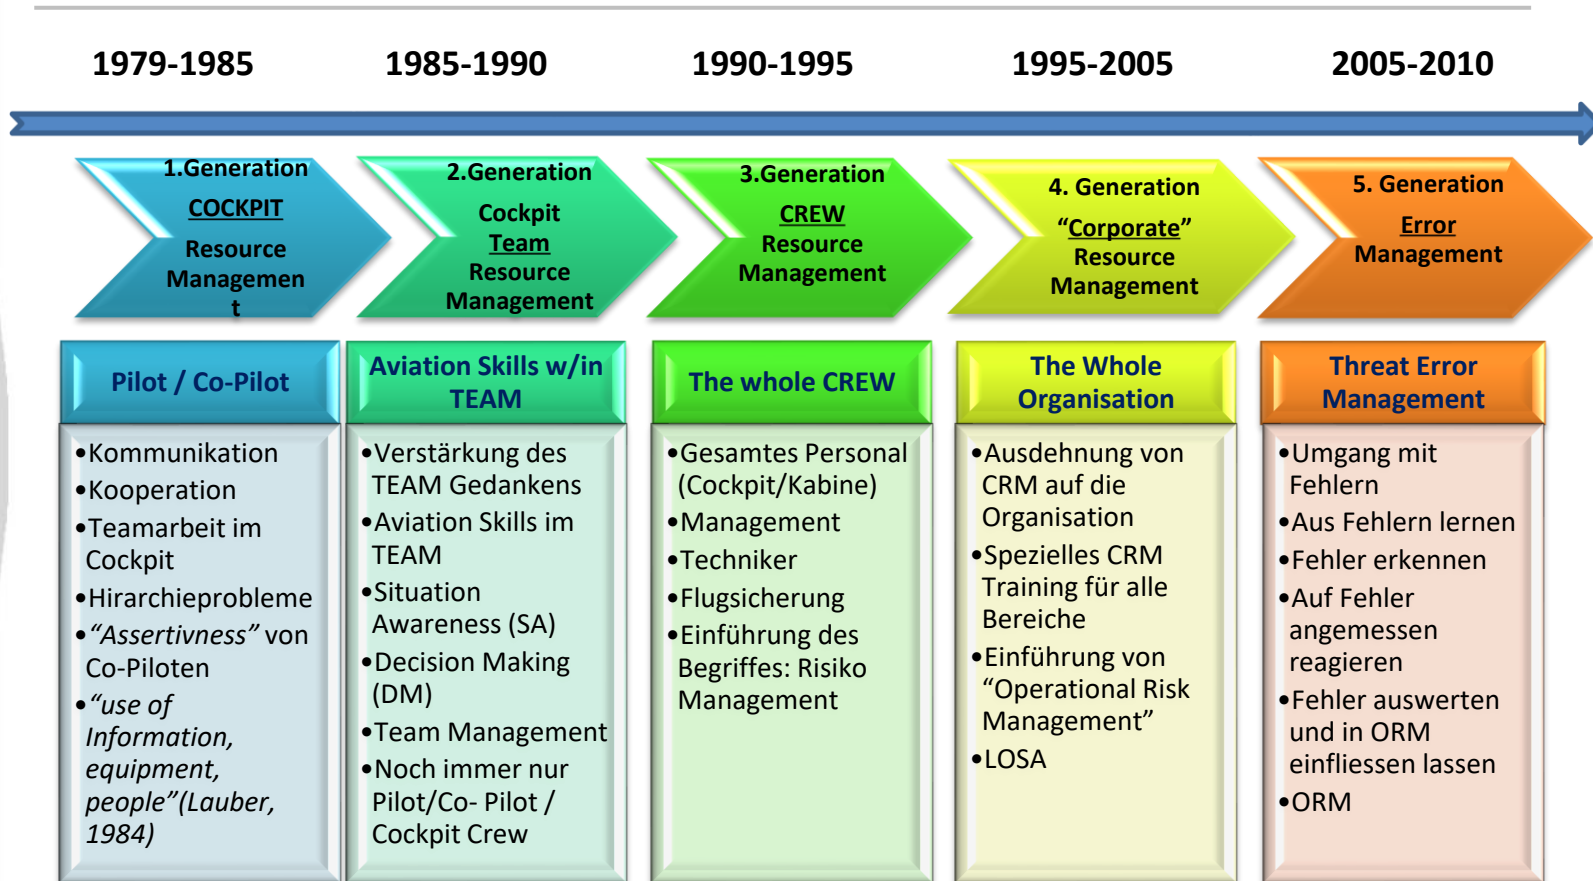 1979-1985
1985-1990
1990-1995
1995-2005
2005-2010
1.Generation
COCKPIT
Resource
Managemen
t
2.Generation
Cockpit
Team
Resource
Management
3.Generation
CREW
Resource
Management
4. Generation
“Corporate”
Resource
Management
5. Generation
Error
Management
Pilot / Co-Pilot
•Kommunikation
•Kooperation
•Teamarbeit im
Cockpit
•Hirarchieprobleme
•“Assertivness” von
Co-Piloten
•“use of
Information,
equipment,
people”(Lauber,
1984)
Aviation Skills w/in
TEAM
•Verstärkung des
TEAM Gedankens
•Aviation Skills im
TEAM
•Situation
Awareness (SA)
•Decision Making
(DM)
•Team Management
•Noch immer nur
Pilot/Co- Pilot /
Cockpit Crew
The whole CREW
•Gesamtes Personal
(Cockpit/Kabine)
•Management
•Techniker
•Flugsicherung
•Einführung des
Begriffes: Risiko
Management
The Whole
Organisation
•Ausdehnung von
CRM auf die
Organisation
•Spezielles CRM
Training für alle
Bereiche
•Einführung von
“Operational Risk
Management”
•LOSA
Threat Error
Management
•Umgang mit
Fehlern
•Aus Fehlern lernen
•Fehler erkennen
•Auf Fehler
angemessen
reagieren
•Fehler auswerten
und in ORM
einfliessen lassen
•ORM